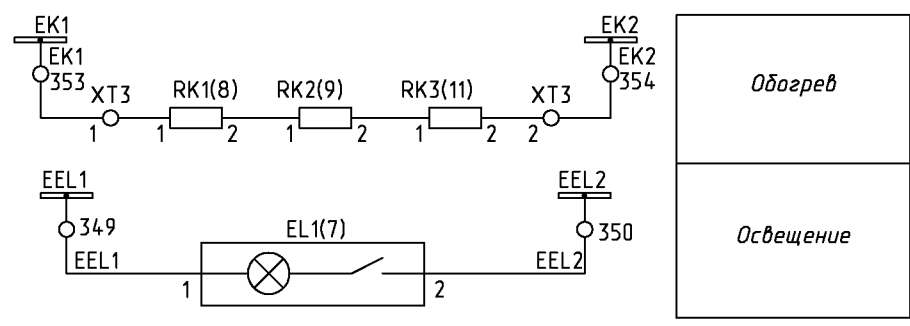 EK1 EK2
EK1 EK2
353 354
Обогрев
XT3 RK1(8) RK2(9) RK3(11) XT3
1 1 2 1 2 1 2 2
EEL1 EEL2
349 EL1(7) 350
Освещение
EEL1 EEL2
1 2